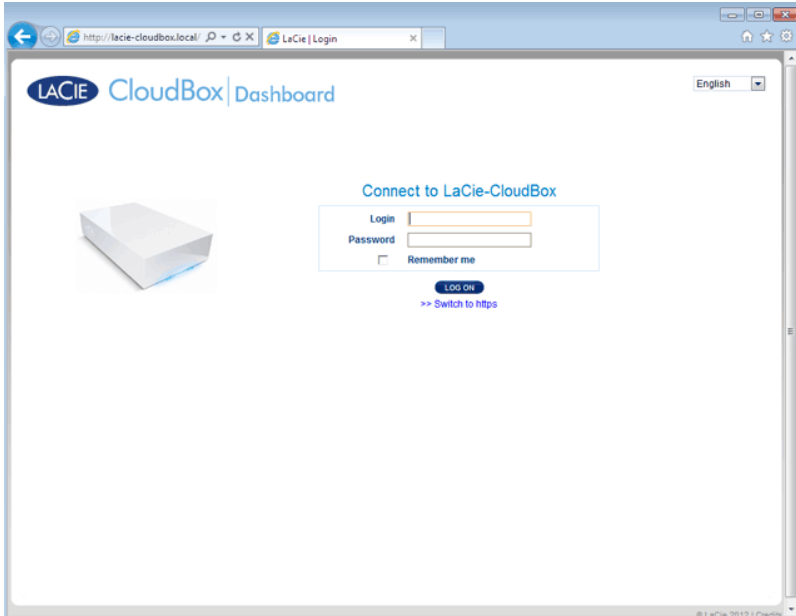 http://lacie-cloudbox.local/
LaCie | Login
LACIE CloudBox Dashboard
English
Connect to LaCie-CloudBox
Login
Password
Remember me
LOG ON
>> Switch to https